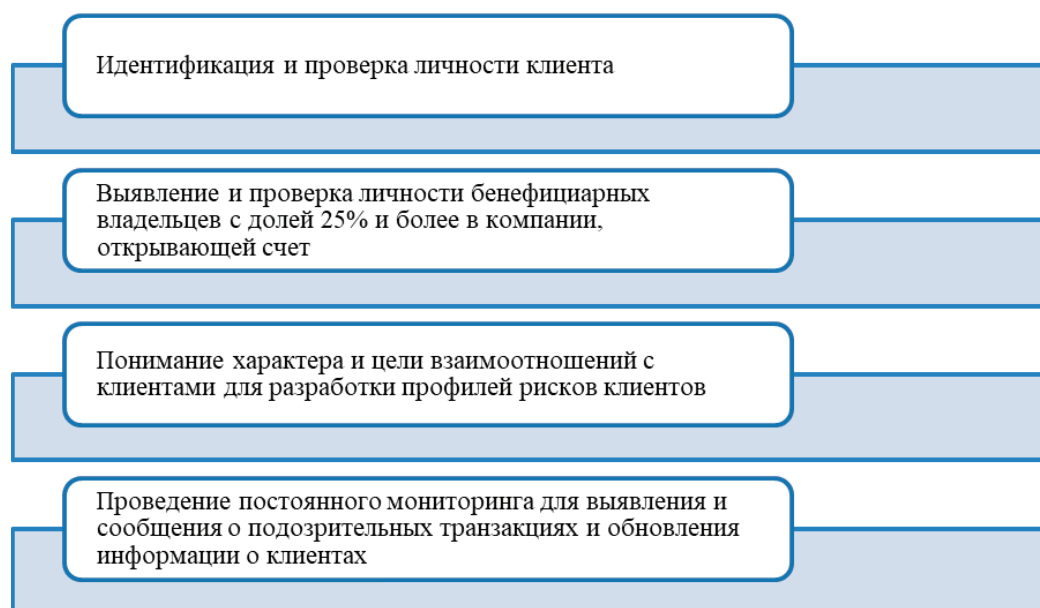 Идентификация и проверка личности клиента
Выявление и проверка личности бенефициарных
владельцев с долей 25% и более в компании,
открывающей счет
Понимание характера и цели взаимоотношений с
клиентами для разработки профилей рисков клиентов
Проведение постоянного мониторинга для выявления и
сообщения о подозрительных транзакциях и обновления
информации о клиентах